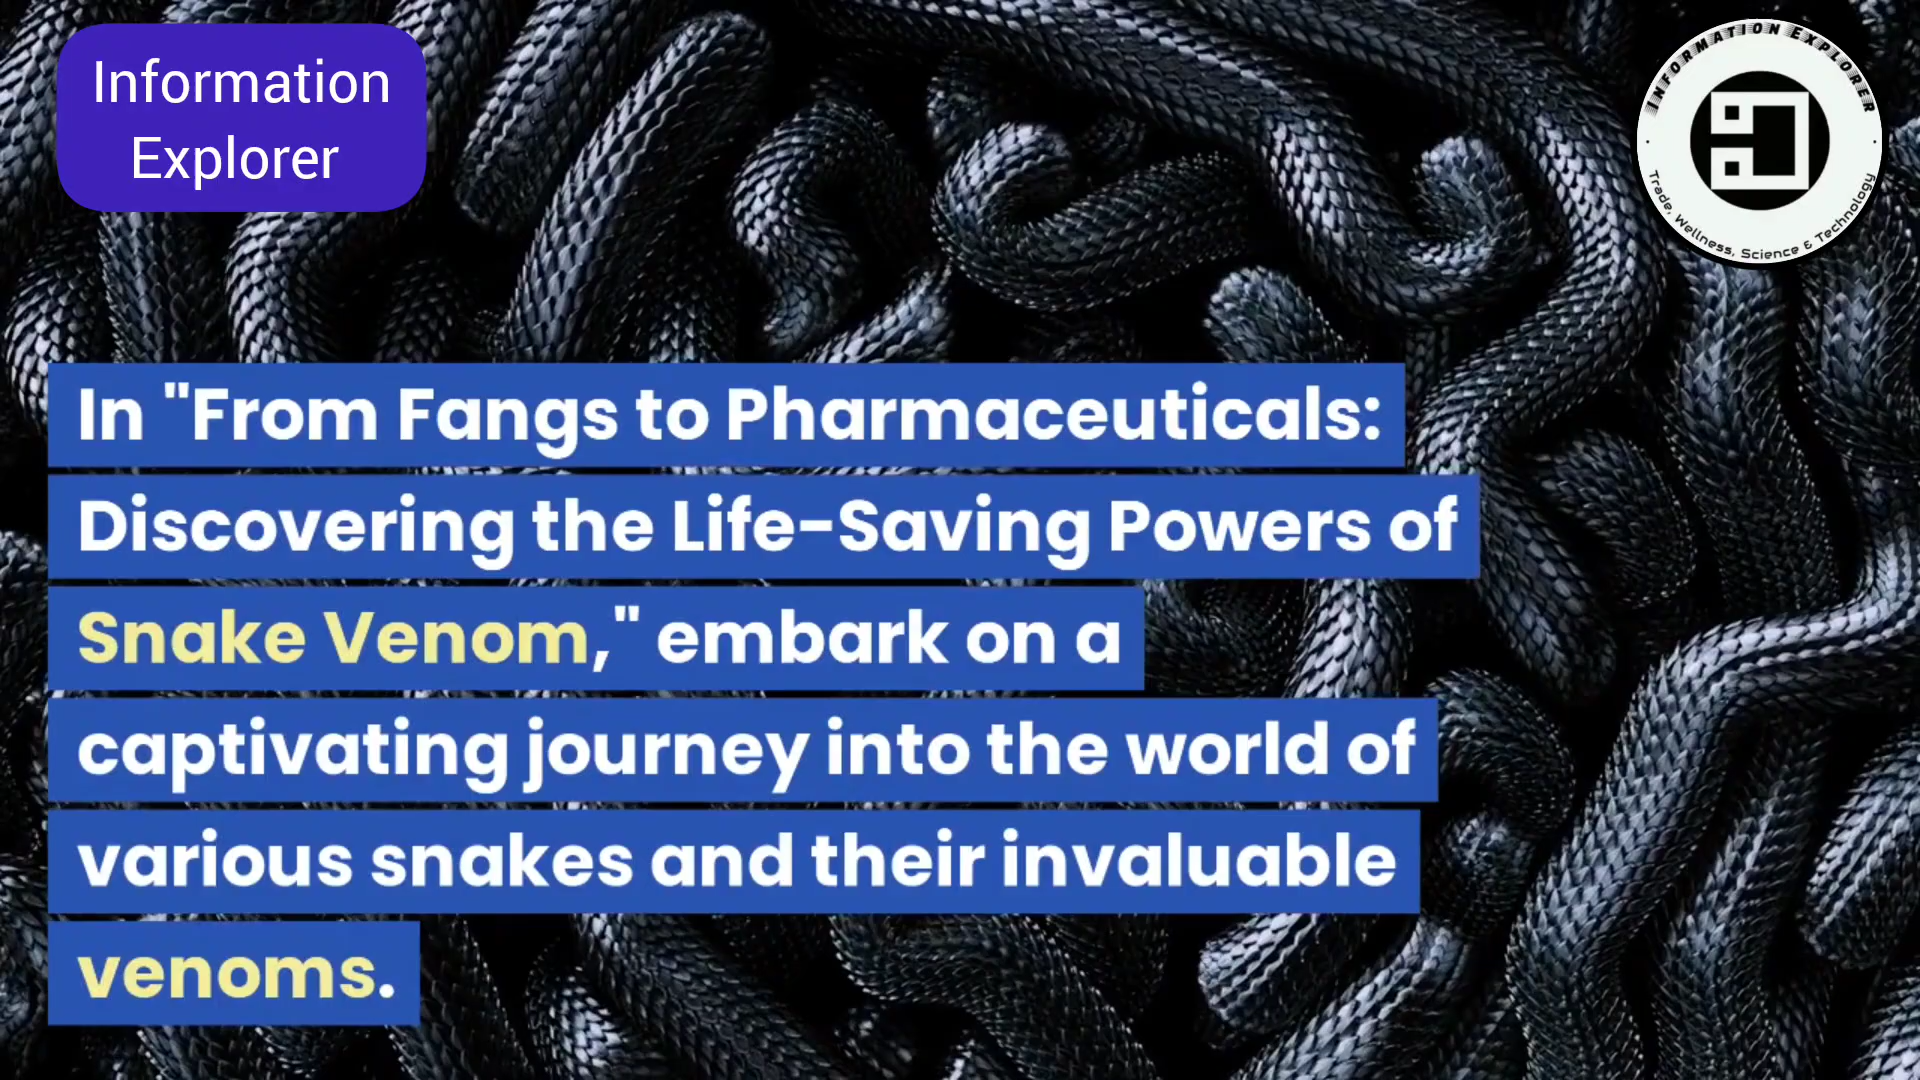 Information
Explorer
INFORMATION EXPLORER
Trade, Wellness, Science & Technology
In "From Fangs to Pharmaceuticals:
Discovering the Life-Saving Powers of
Snake Venom," embark on a
captivating journey into the world of
various snakes and their invaluable
venoms.